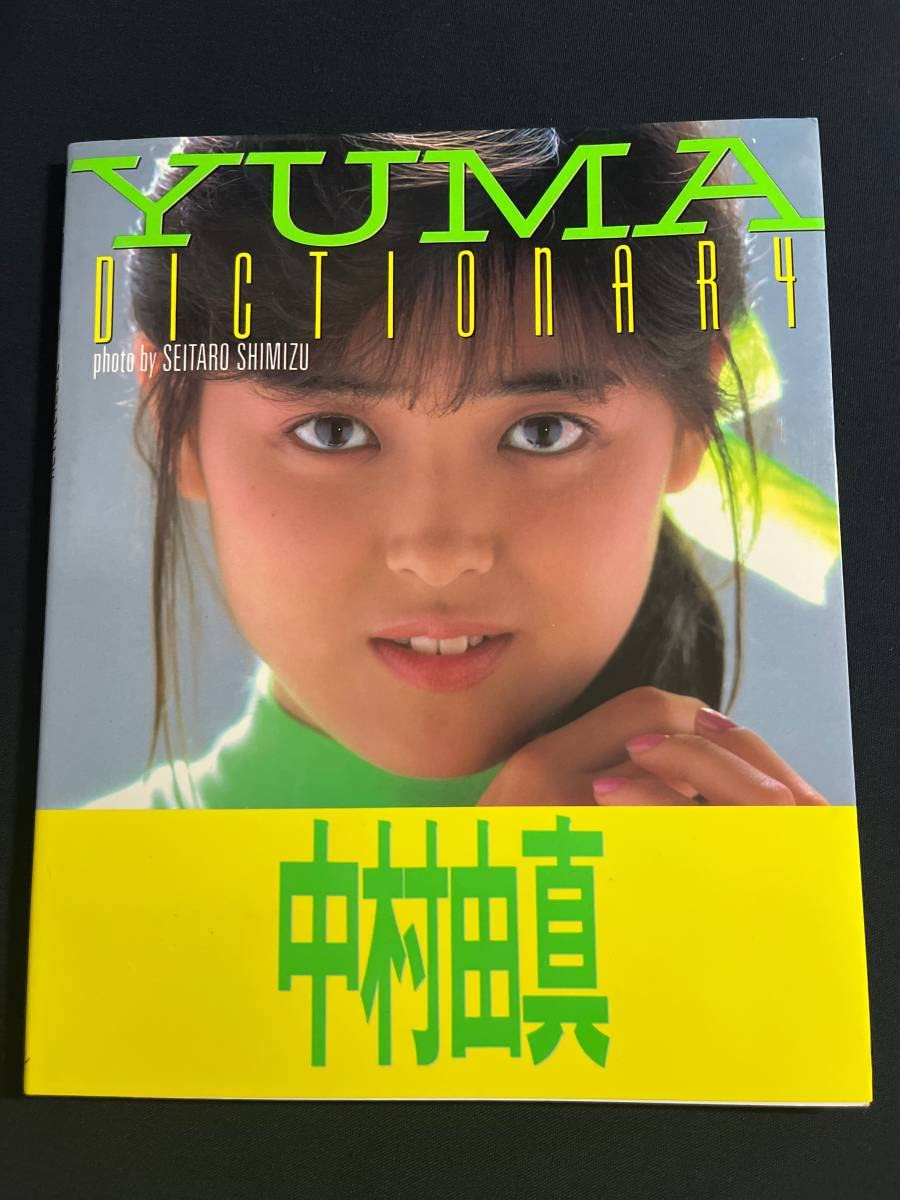 YUMA
DICTIONARY
photo by SEITARO SHIMIZU
中村由真